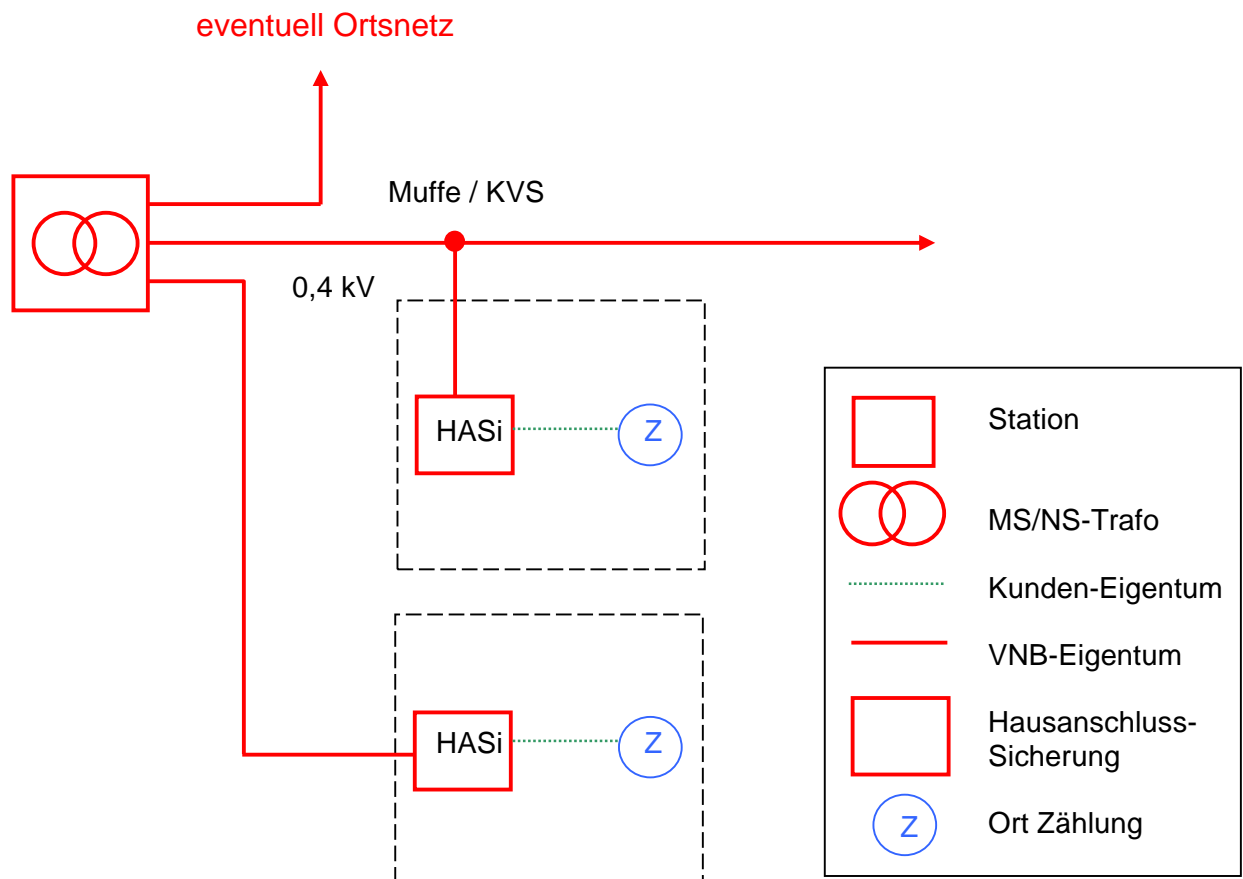 eventuell Ortsnetz
Muffe / KVS
0,4 kV
HASi
Z
HASi
Z
Station
MS/NS-Trafo
Kunden-Eigentum
VNB-Eigentum
Hausanschluss-
Sicherung
Z
Ort Zählung